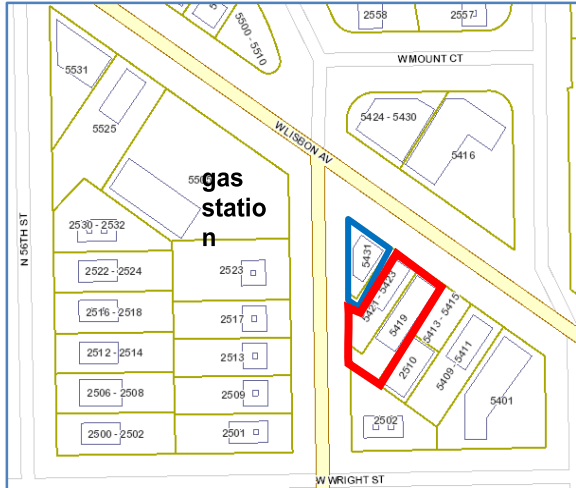 2558
2557
5500 - 5510
W MOUNT CT
5531
5525
5424 - 5430
5416
W LISBON AV
gas
statio
n
N 56TH ST
2530 - 2532
2522 - 2524
2523
5431
5421 - 5423
2516 - 2518
2517
5419
5413 - 5415
2512 - 2514
2513
2510
5409 - 5411
2506 - 2508
2509
5401
2500 - 2502
2501
2502
W WRIGHT ST